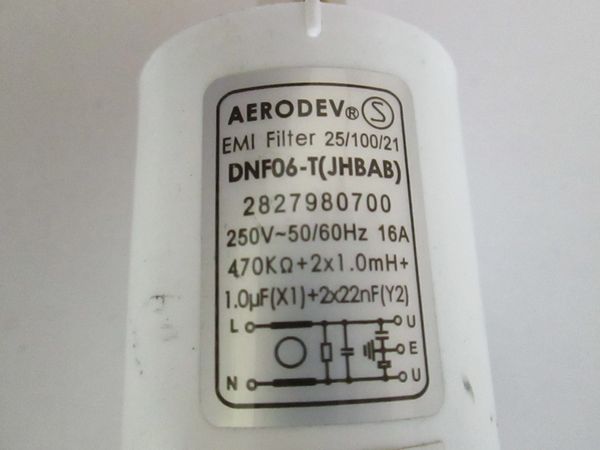 AERODEV® S
EMI Filter 25/100/21
DNF06-T(JHBAB)
2827980700
250V~50/60Hz 16A
470KΩ+2x1.0mH+
1.0µF(X1)+2x22nF(Y2)
L U
E
N U